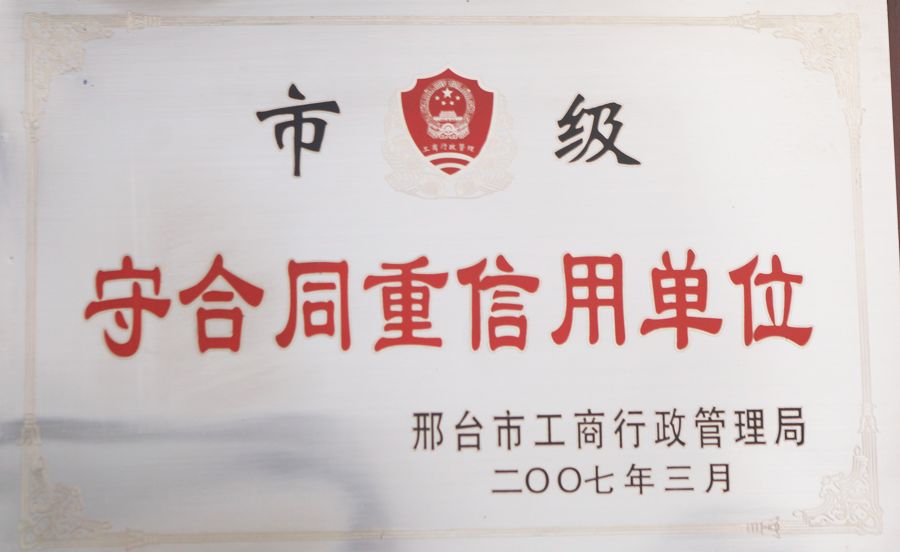 市 级
工商行政管理
守合同重信用单位
邢台市工商行政管理局
二〇〇七年三月